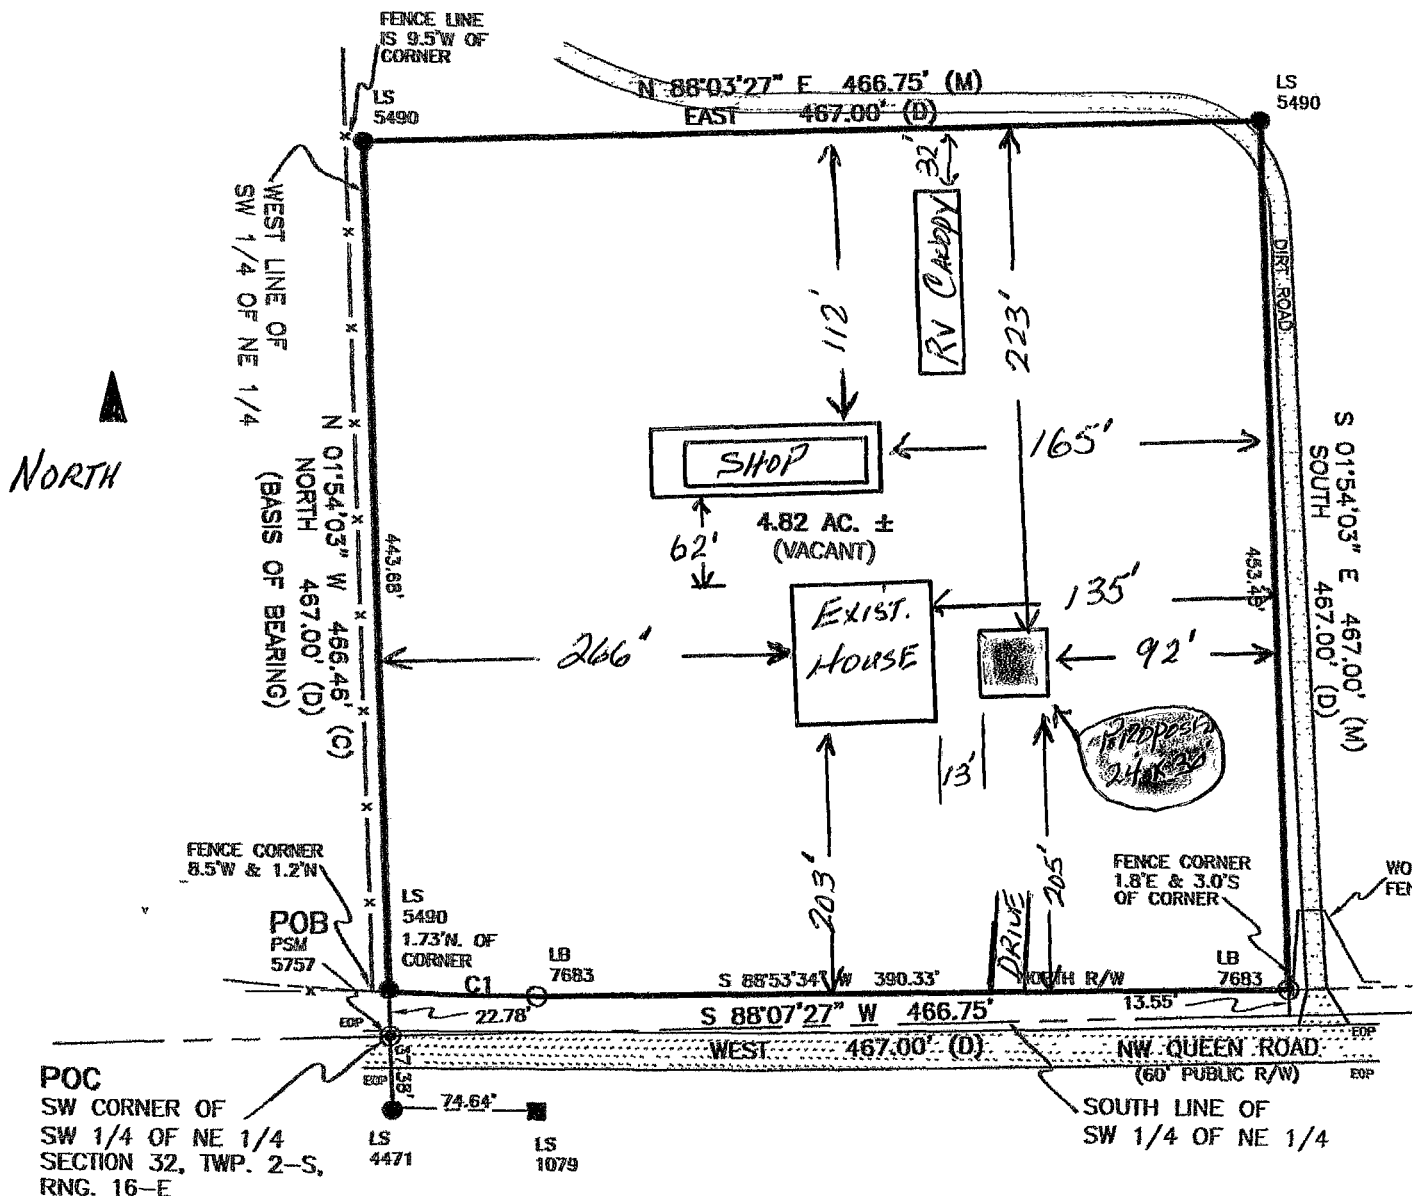 FENCE LINE
IS 9.5'W OF
CORNER
LS
5490
N 88°03'27" E 466.75' (M)
EAST 467.00' (D)
LS
5490
WEST LINE OF
SW 1/4 OF NE 1/4
32'
RV CANOPY
112'
223'
DIRT ROAD
NORTH
SHOP
165'
4.82 AC. ±
(VACANT)
62'
N 01°54'03" W 466.46' (C)
NORTH 467.00' (D)
(BASIS OF BEARING)
443.68'
S 01°54'03" E 467.00' (M)
SOUTH 467.00' (D)
453.45'
EXIST.
HOUSE
135'
266'
92'
PROPOSED
13'
203'
205'
DRIVE
FENCE CORNER
8.5'W & 1.2'N
POB
PSM
5757
LS
5490
1.73'N. OF
CORNER
LB
7683
C1
22.78'
S 88°53'34" W 390.33'
NORTH R/W
FENCE CORNER
1.8'E & 3.0'S
OF CORNER
LB
7683
13.55'
WO
FEN
S 88°07'27" W 466.75'
WEST 467.00' (D)
NW QUEEN ROAD
(60' PUBLIC R/W)
EOP
EOP
EOP
EOP
POC
SW CORNER OF
SW 1/4 OF NE 1/4
SECTION 32, TWP. 2-S,
RNG. 16-E
37.38'
74.64'
LS
4471
LS
1079
SOUTH LINE OF
SW 1/4 OF NE 1/4